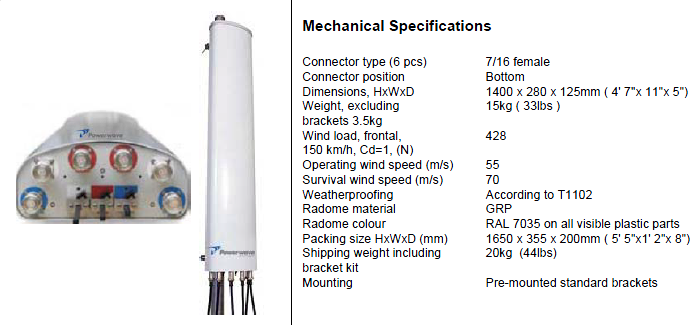 Powerwave
Powerwave
Mechanical Specifications
Connector type (6 pcs) 7/16 female
Connector position Bottom
Dimensions, HxWxD 1400 x 280 x 125mm ( 4' 7"x 11"x 5")
Weight, excluding 15kg ( 33lbs )
brackets 3.5kg
Wind load, frontal, 428
150 km/h, Cd=1, (N)
Operating wind speed (m/s) 55
Survival wind speed (m/s) 70
Weatherproofing According to T1102
Radome material GRP
Radome colour RAL 7035 on all visible plastic parts
Packing size HxWxD (mm) 1650 x 355 x 200mm ( 5' 5"x1' 2"x 8")
Shipping weight including 20kg (44lbs)
bracket kit
Mounting Pre-mounted standard brackets